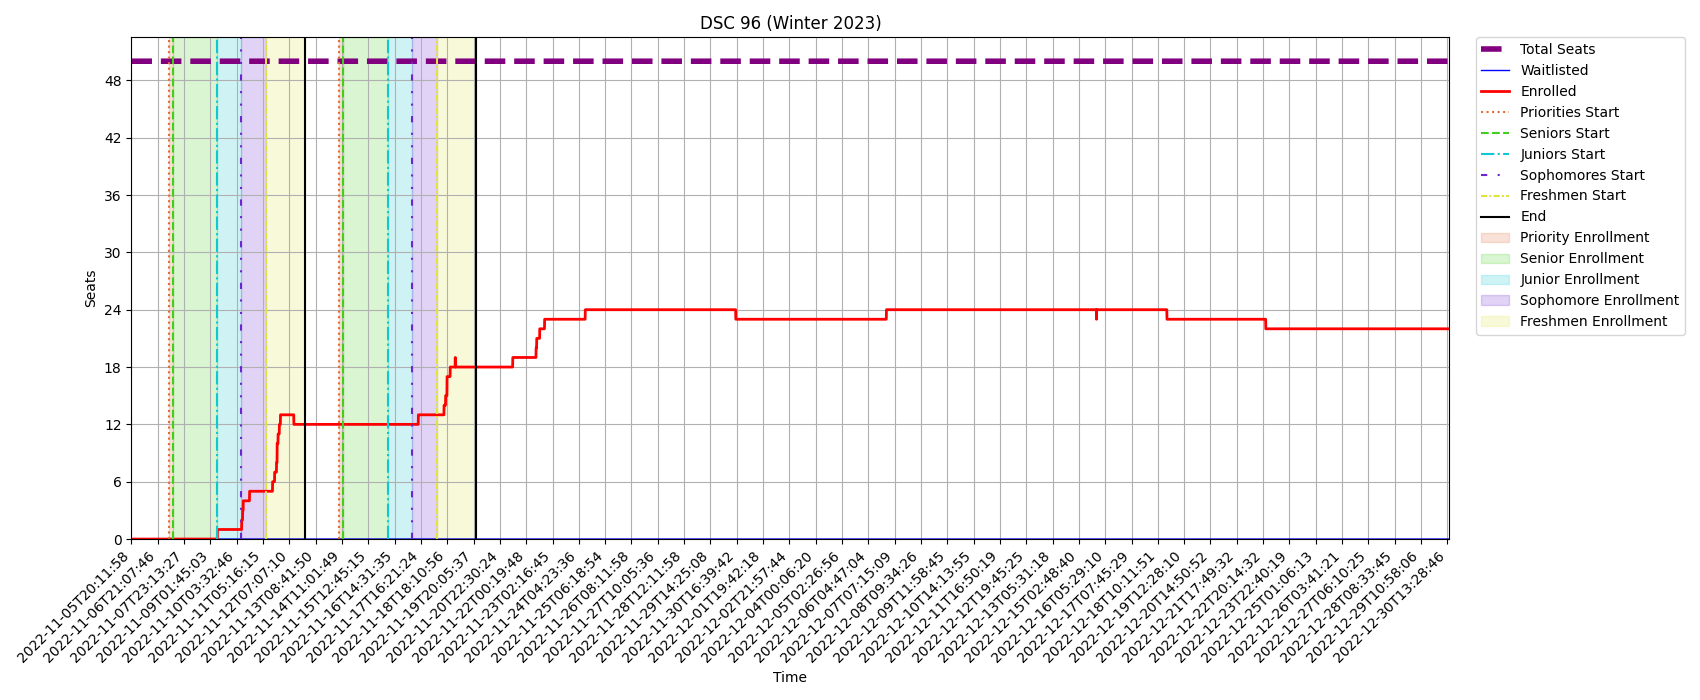 DSC 96 (Winter 2023)
Seats
48
42
36
30
24
18
12
6
0
2022-11-05T20:11:58
2022-11-06T21:07:46
2022-11-07T23:13:27
2022-11-09T01:45:03
2022-11-10T03:32:46
2022-11-11T05:16:15
2022-11-12T07:07:10
2022-11-13T08:41:50
2022-11-14T11:01:49
2022-11-15T12:45:15
2022-11-16T14:31:35
2022-11-17T16:21:24
2022-11-18T18:10:56
2022-11-19T20:05:37
2022-11-20T22:30:24
2022-11-22T00:19:48
2022-11-23T02:16:45
2022-11-24T04:23:36
2022-11-25T06:18:54
2022-11-26T08:11:58
2022-11-27T10:05:36
2022-11-28T12:11:58
2022-11-29T14:25:08
2022-11-30T16:39:42
2022-12-01T19:42:18
2022-12-02T21:57:44
2022-12-04T00:06:20
2022-12-05T02:26:56
2022-12-06T04:47:04
2022-12-07T07:15:09
2022-12-08T09:34:26
2022-12-09T11:58:45
2022-12-10T14:13:55
2022-12-11T16:50:19
2022-12-12T19:45:25
2022-12-13T05:31:18
2022-12-15T02:48:40
2022-12-16T05:29:10
2022-12-17T07:45:29
2022-12-18T10:11:51
2022-12-19T12:28:10
2022-12-20T14:50:52
2022-12-21T17:49:32
2022-12-22T20:14:32
2022-12-23T22:40:19
2022-12-25T01:06:13
2022-12-26T03:41:21
2022-12-27T06:10:25
2022-12-28T08:33:45
2022-12-29T10:58:06
2022-12-30T13:28:46
Time
Total Seats
Waitlisted
Enrolled
Priorities Start
Seniors Start
Juniors Start
Sophomores Start
Freshmen Start
End
Priority Enrollment
Senior Enrollment
Junior Enrollment
Sophomore Enrollment
Freshmen Enrollment